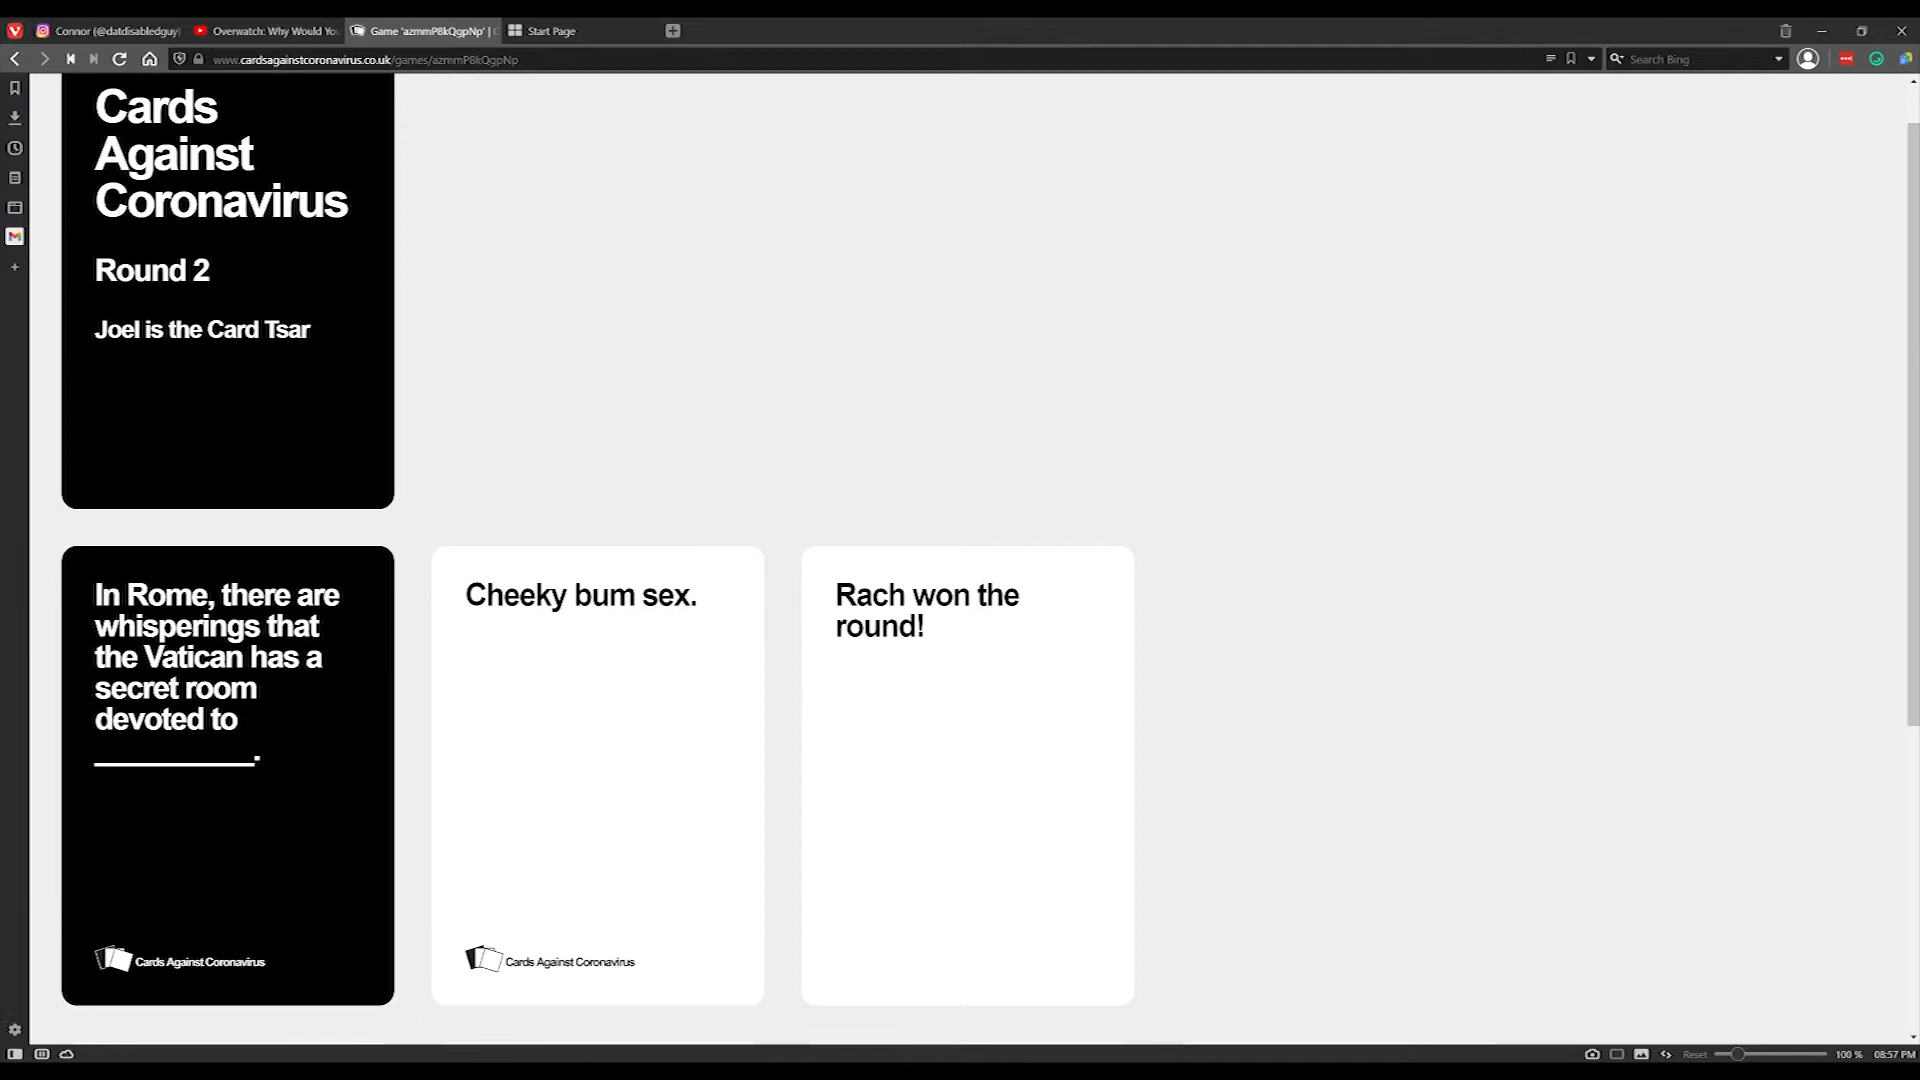 Connor (@datdisabledguy)
Overwatch: Why Would You
Game 'azmmP8kQgpNp' | C
Start Page
www.cardsagainstcoronavirus.co.uk/games/azmmP8kQgpNp
Search Bing
Cards
Against
Coronavirus
Round 2
Joel is the Card Tsar
In Rome, there are
whisperings that
the Vatican has a
secret room
devoted to
__________.
Cards Against Coronavirus
Cheeky bum sex.
Cards Against Coronavirus
Rach won the
round!
Reset
100 %
08:57 PM